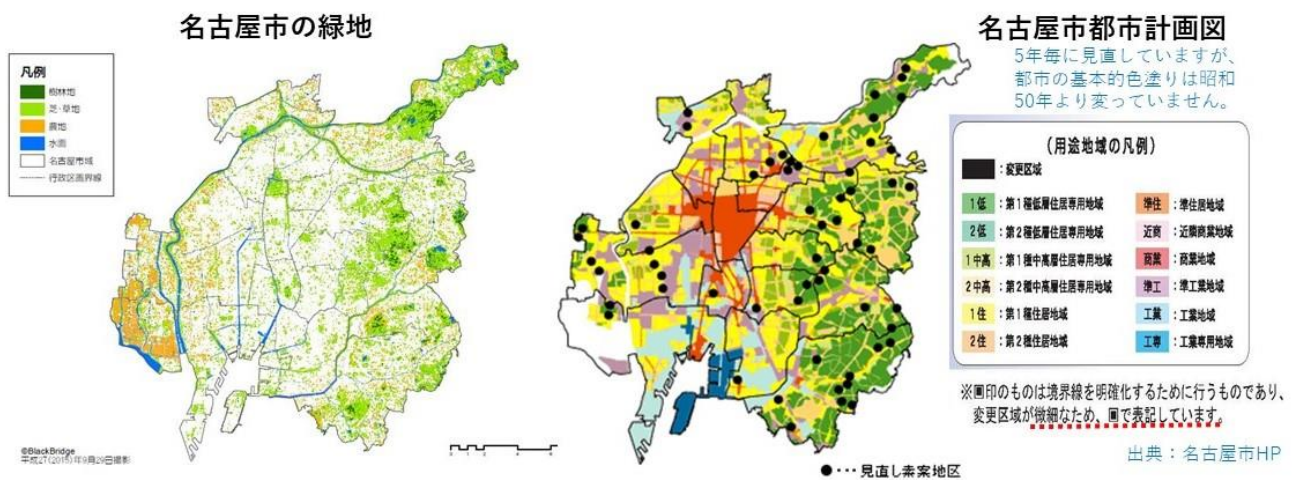 名古屋市の緑地
凡例
樹林地
芝・草地
農地
水面
名古屋市域
行政区画界線
©BlackBridge
平成27(2015)年9月29日撮影
名古屋市都市計画図
5年毎に見直していますが、
都市の基本的色塗りは昭和
50年より変っていません。
(用途地域の凡例)
:変更区域
1低 :第1種低層住居専用地域
2低 :第2種低層住居専用地域
1中高 :第1種中高層住居専用地域
2中高 :第2種中高層住居専用地域
1住 :第1種住居地域
2住 :第2種住居地域
準住 :準住居地域
近商 :近隣商業地域
商業 :商業地域
準工 :準工業地域
工業 :工業地域
工専 :工業専用地域
※▣印のものは境界線を明確化するために行うものであり、
変更区域が微細なため、▣で表記しています。
出典：名古屋市HP
●･･･見直し素案地区